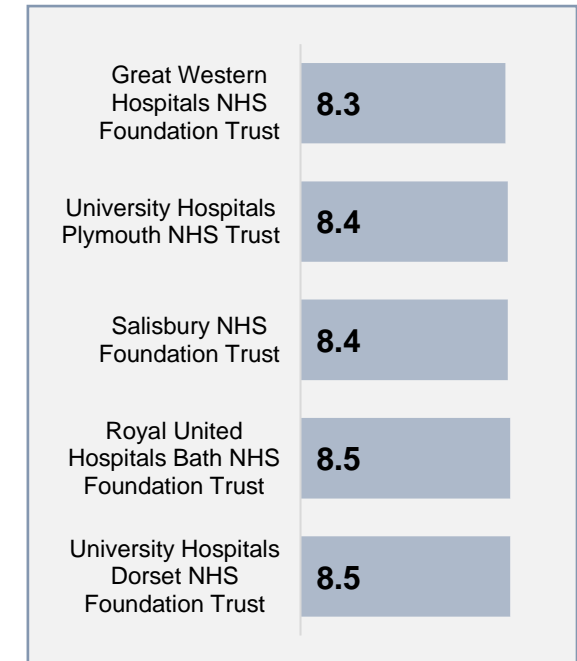 Great Western
Hospitals NHS
Foundation Trust
8.3
University Hospitals
Plymouth NHS Trust
8.4
Salisbury NHS
Foundation Trust
8.4
Royal United
Hospitals Bath NHS
Foundation Trust
8.5
University Hospitals
Dorset NHS
Foundation Trust
8.5